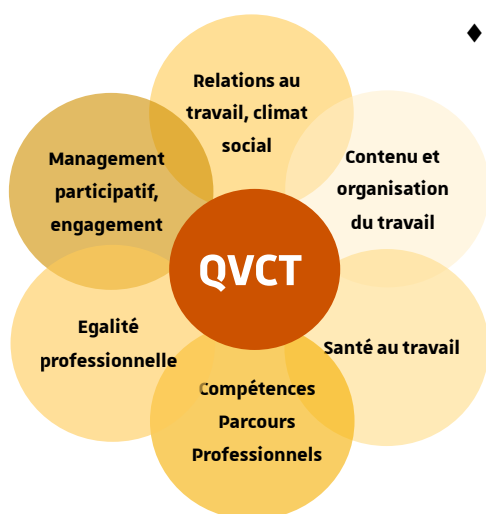 Relations au
travail, climat
social
Contenu et
organisation
du travail
Santé au travail
Compétences
Parcours
Professionnels
Egalité
professionnelle
Management
participatif,
engagement
QVCT